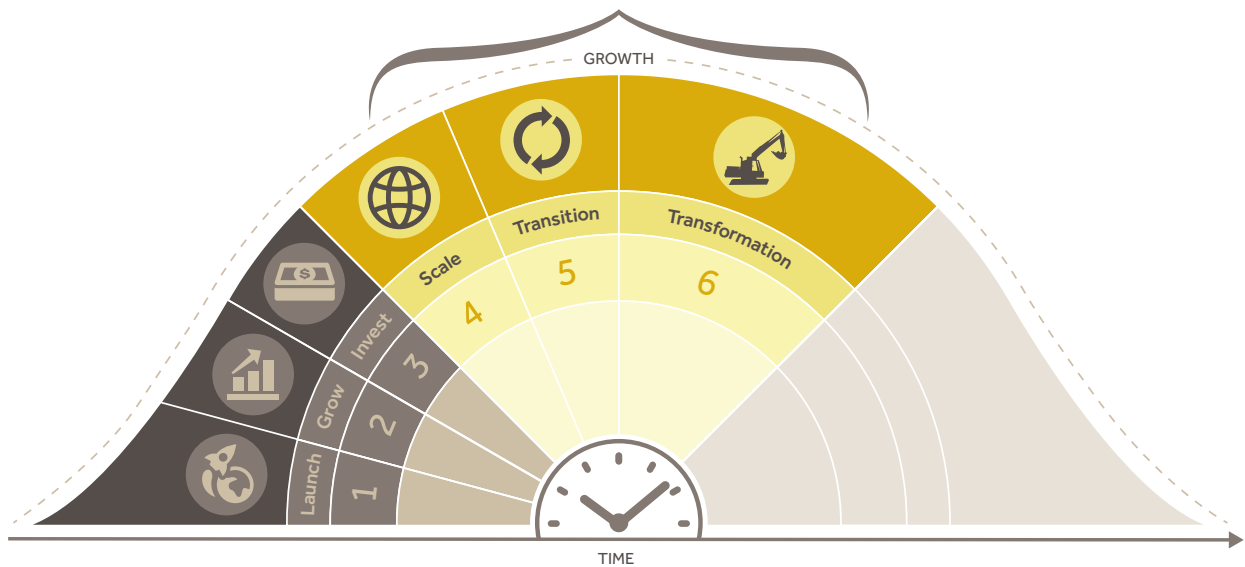 GROWTH
Launch
1
Grow
2
Invest
$
3
Scale
4
Transition
5
Transformation
6
TIME